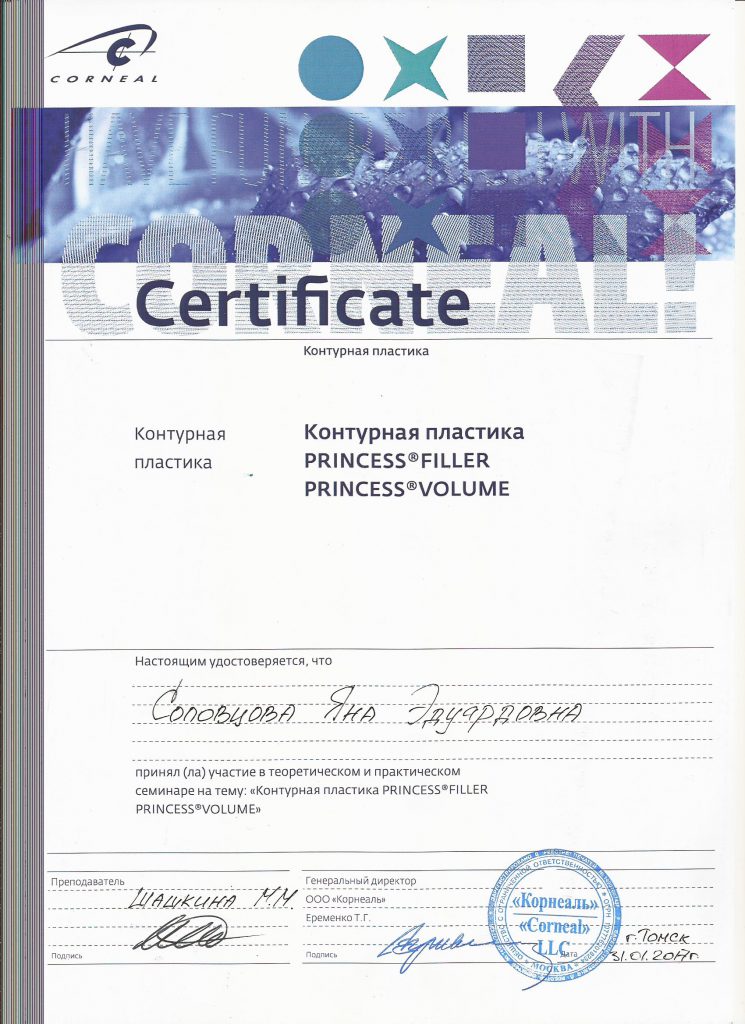 CORNEAL
WITH
CORNEAL!
Certificate
Контурная пластика
Контурная
пластика
Контурная пластика
PRINCESS®FILLER
PRINCESS®VOLUME
Настоящим удостоверяется, что
Соловцова Яна Эдуардовна
принял (ла) участие в теоретическом и практическом
семинаре на тему: «Контурная пластика PRINCESS®FILLER
PRINCESS®VOLUME»
Преподаватель
Шашкина М.М.
Подпись
Генеральный директор
ООО «Корнеаль»
Еременко Т.Г.
Подпись
«Корнеаль»
«Corneal»
LLC
МОСКВА
Дата
г. Томск
31.01.2017г